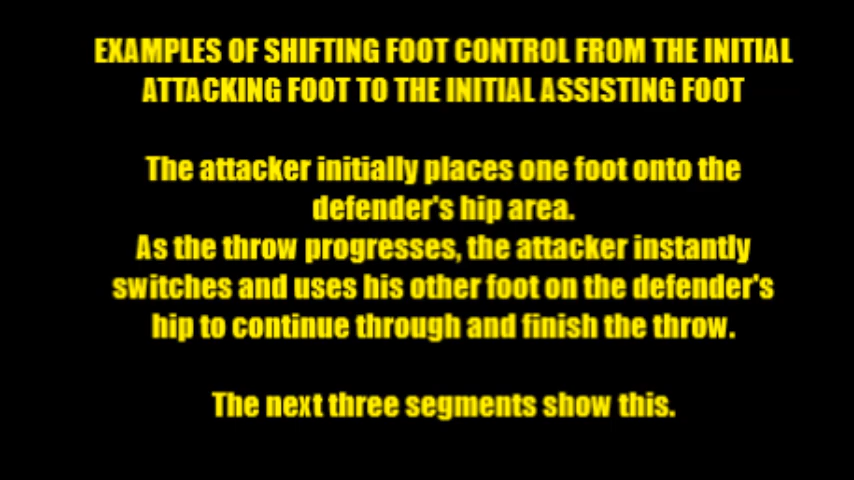 EXAMPLES OF SHIFTING FOOT CONTROL FROM THE INITIAL
ATTACKING FOOT TO THE INITIAL ASSISTING FOOT
The attacker initially places one foot onto the
defender's hip area.
As the throw progresses, the attacker instantly
switches and uses his other foot on the defender's
hip to continue through and finish the throw.
The next three segments show this.